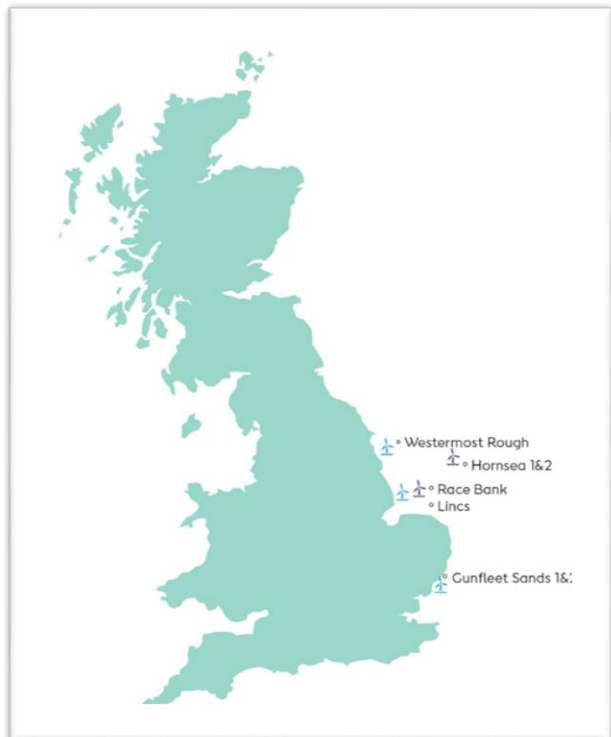 Westermost Rough
Hornsea 1&2
Race Bank
Lincs
Gunfleet Sands 1&